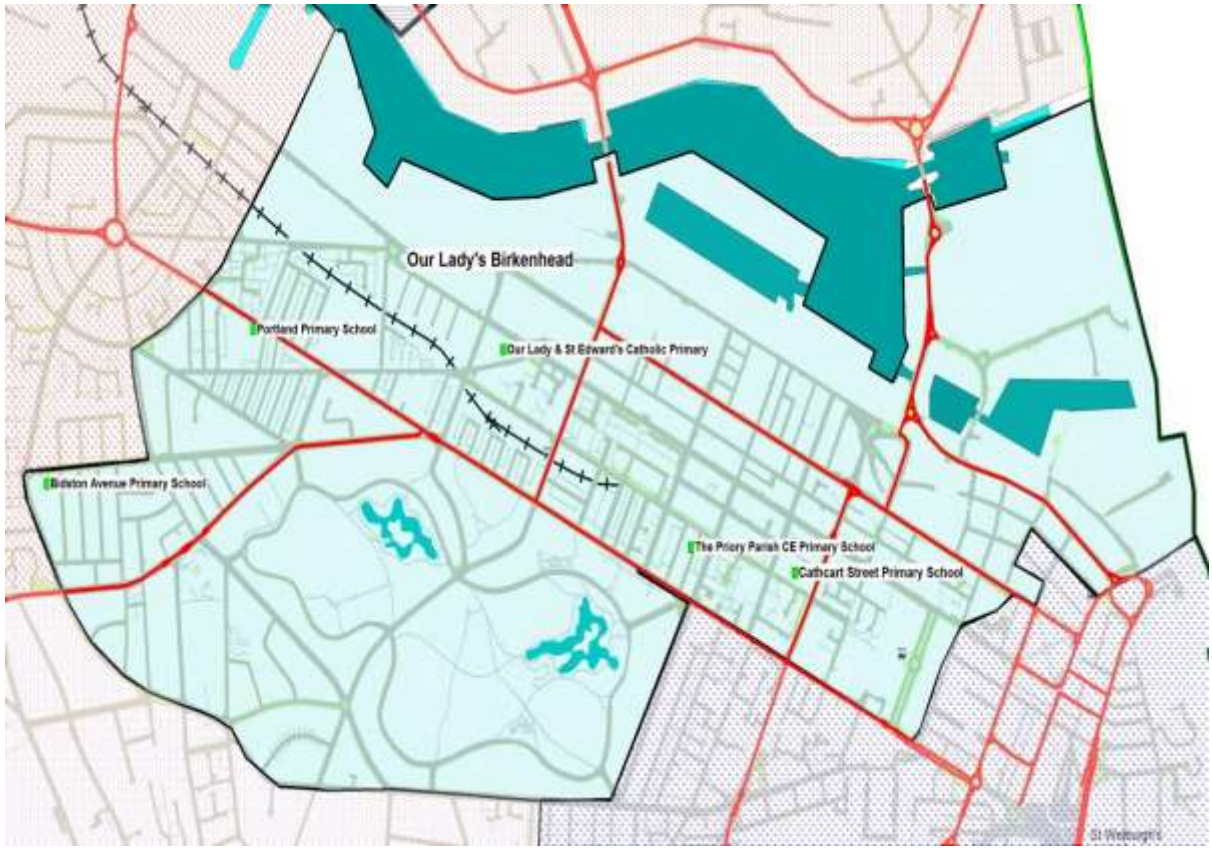 Our Lady's Birkenhead
Portland Primary School
Our Lady & St Edward's Catholic Primary
Bidston Avenue Primary School
The Priory Parish CE Primary School
Cathcart Street Primary School
St Werburgh's